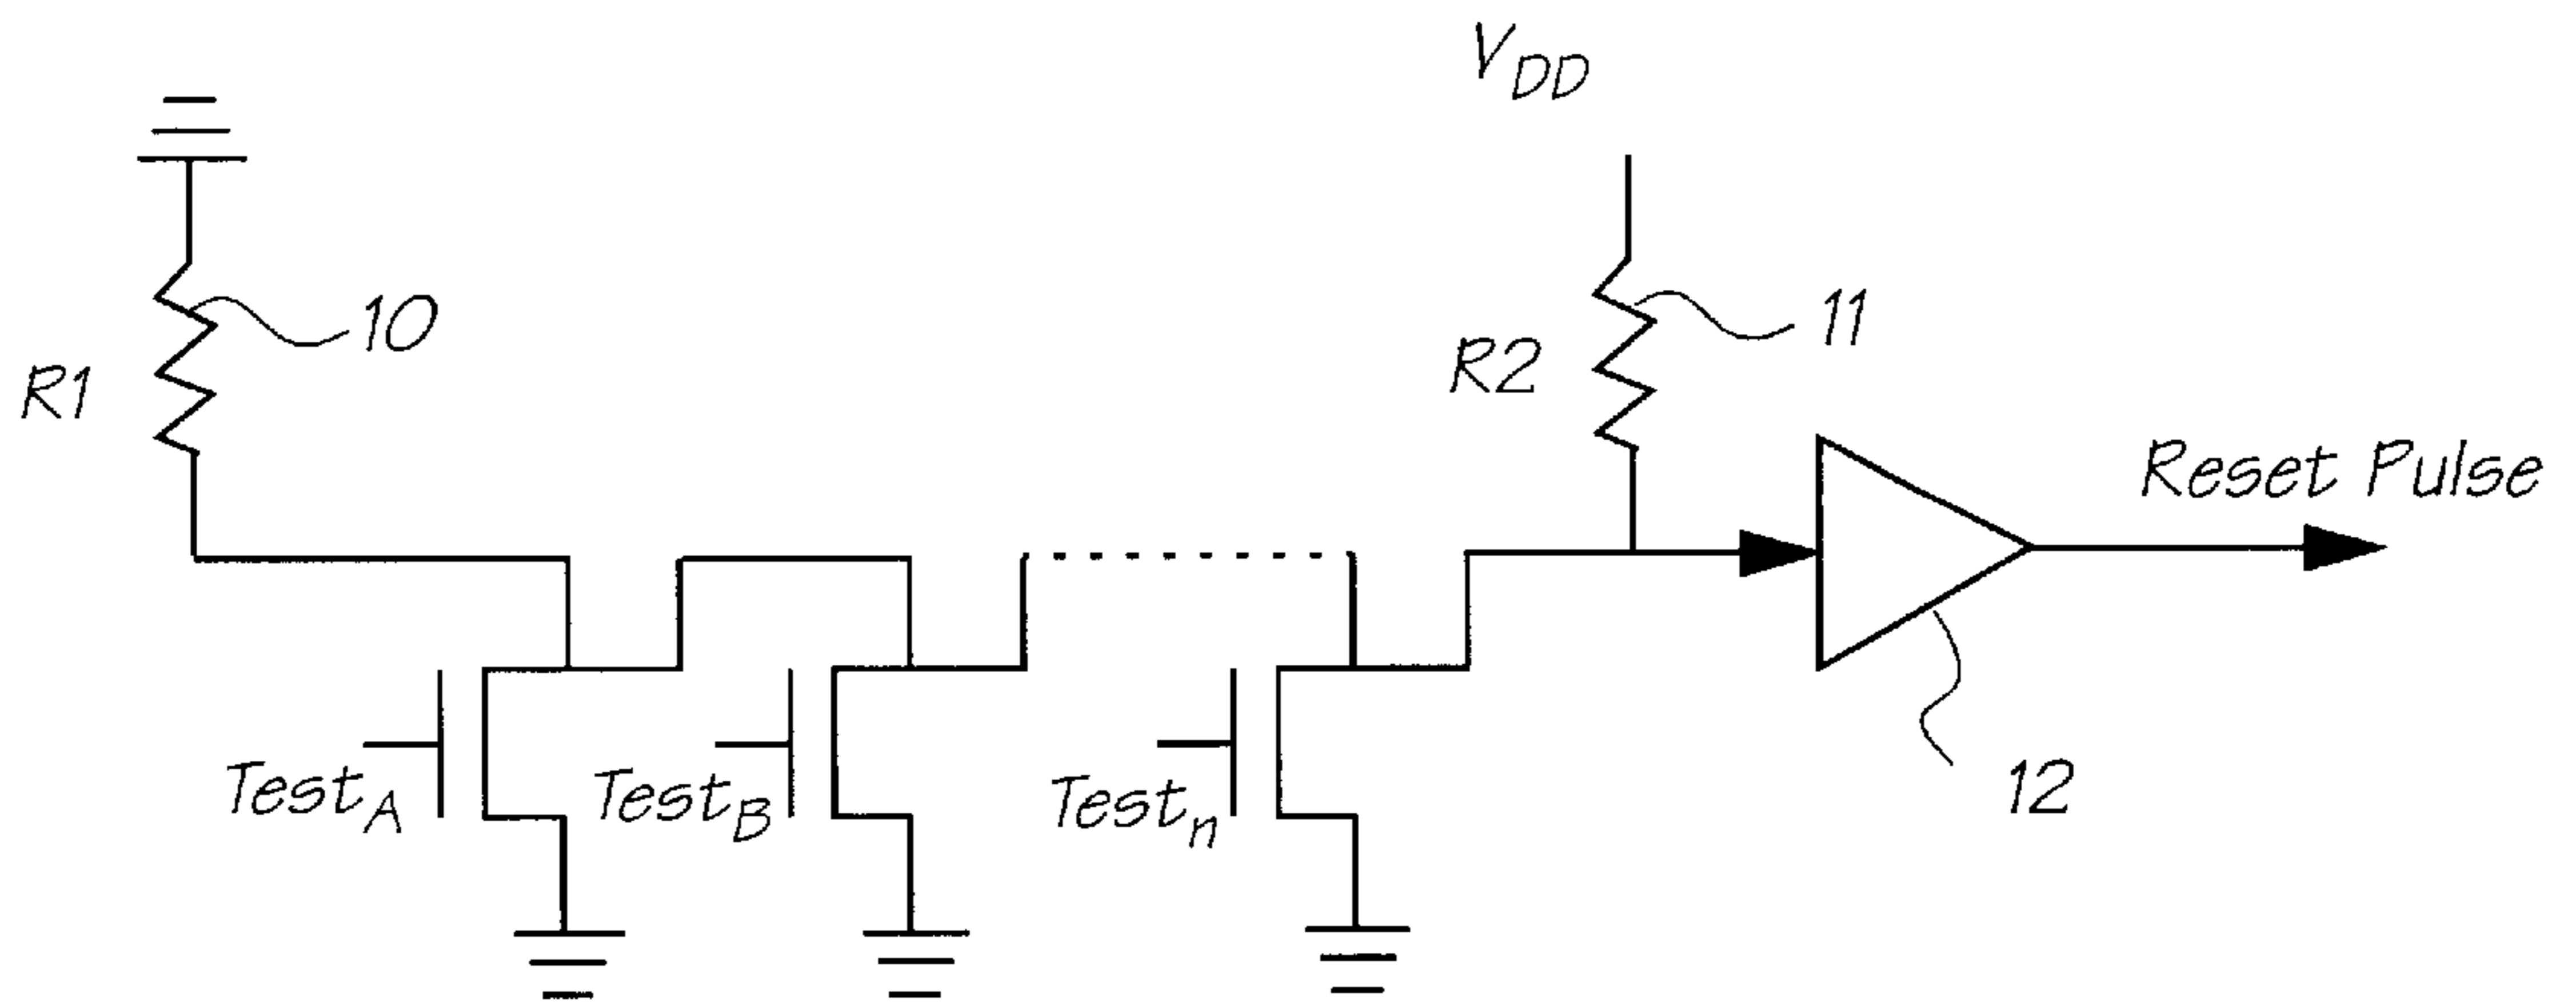 V_DD
10
11
R1
R2
Reset Pulse
Test_A
Test_B
Test_n
12